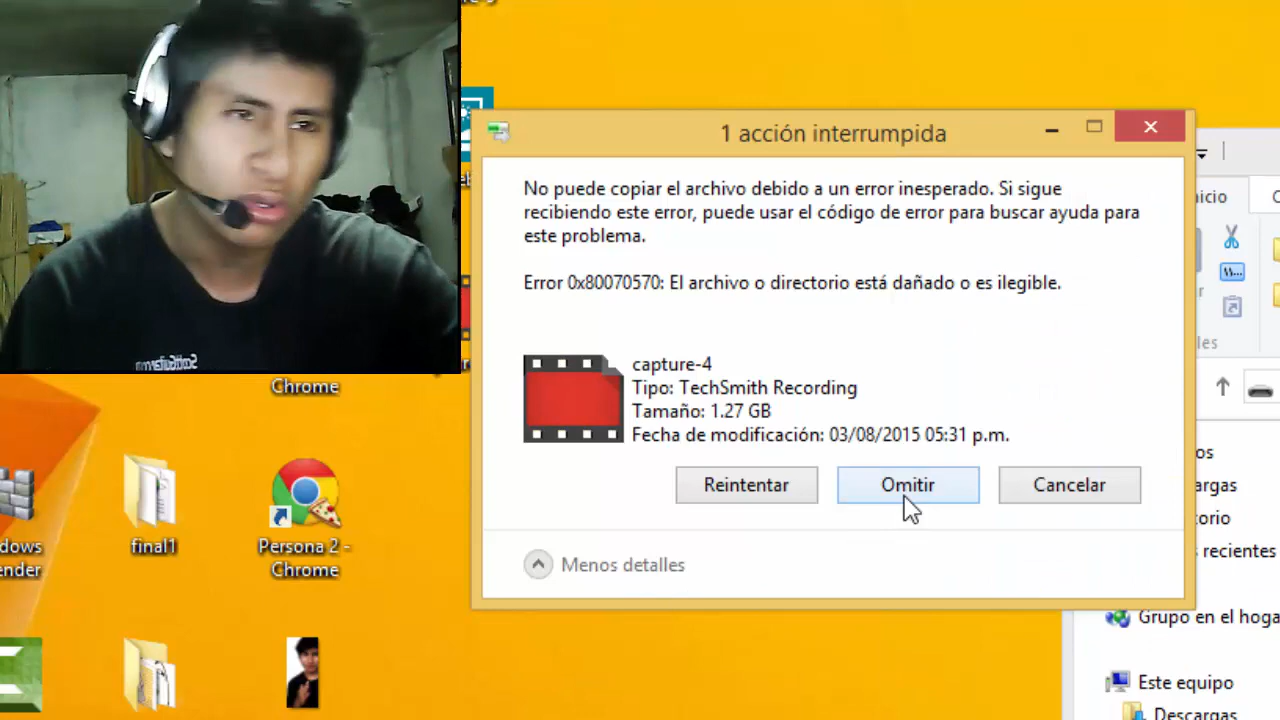 1 acción interrumpida
No puede copiar el archivo debido a un error inesperado. Si sigue
recibiendo este error, puede usar el código de error para buscar ayuda para
este problema.
Error 0x80070570: El archivo o directorio está dañado o es ilegible.
capture-4
Tipo: TechSmith Recording
Tamaño: 1.27 GB
Fecha de modificación: 03/08/2015 05:31 p.m.
Reintentar
Omitir
Cancelar
Menos detalles
Chrome
final1
Persona 2 -
Chrome
dows
ender
nicio
les
os
argas
torio
recientes
Grupo en el hoga
Este equipo
Descargas